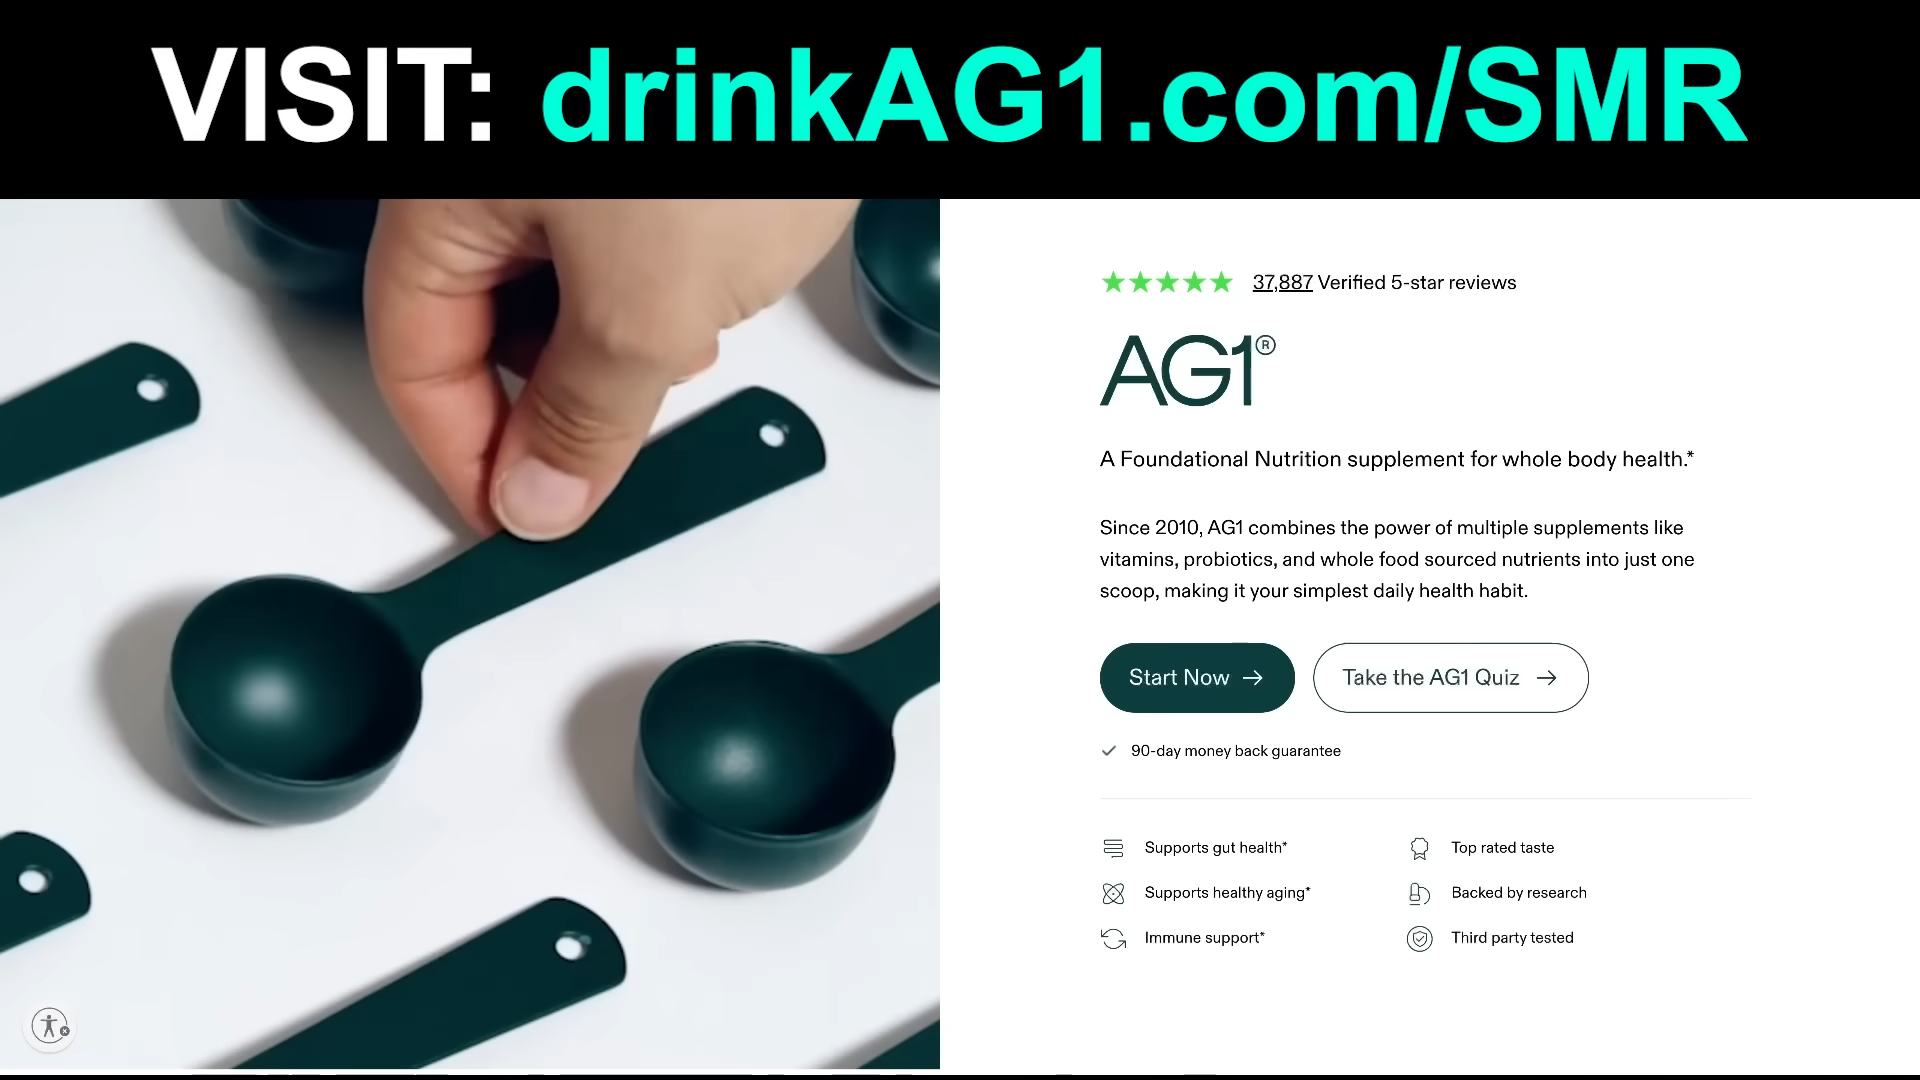 VISIT: drinkAG1.com/SMR
37,887 Verified 5-star reviews
AG1®
A Foundational Nutrition supplement for whole body health.*
Since 2010, AG1 combines the power of multiple supplements like
vitamins, probiotics, and whole food sourced nutrients into just one
scoop, making it your simplest daily health habit.
Start Now →
Take the AG1 Quiz →
90-day money back guarantee
Supports gut health*
Top rated taste
Supports healthy aging*
Backed by research
Immune support*
Third party tested